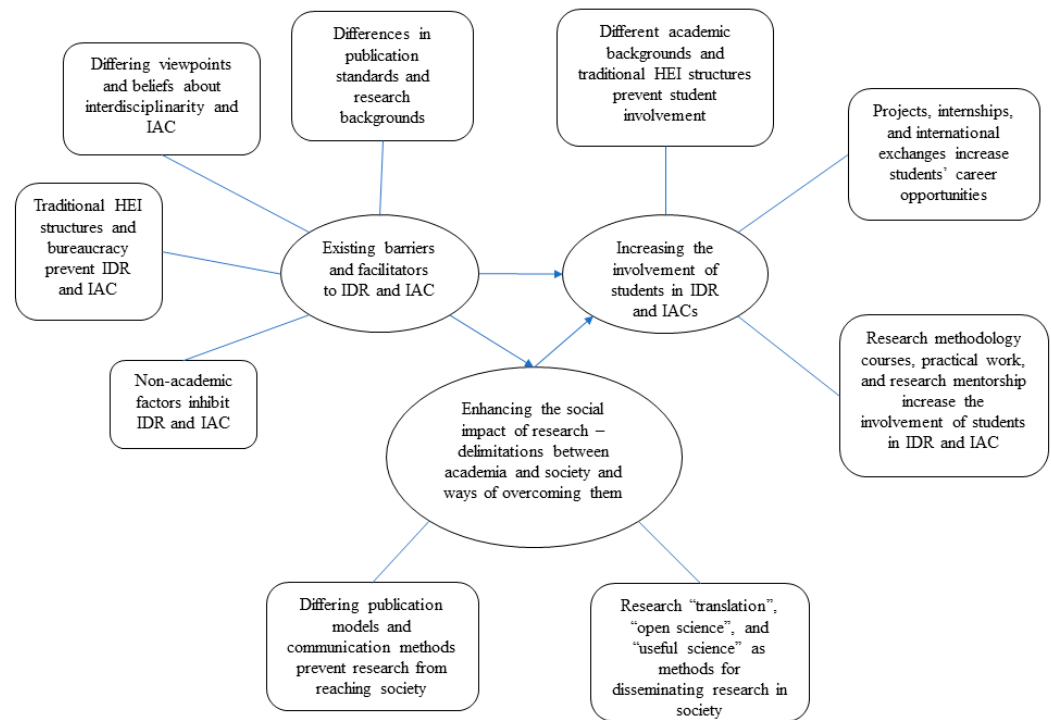 Differing viewpoints
and beliefs about
interdisciplinarity and
IAC
Differences in
publication
standards and
research
backgrounds
Different academic
backgrounds and
traditional HEI structures
prevent student
involvement
Projects, internships,
and international
exchanges increase
students’ career
opportunities
Traditional HEI
structures and
bureaucracy
prevent IDR
and IAC
Existing barriers
and facilitators
to IDR and IAC
Increasing the
involvement of
students in IDR
and IACs
Non-academic
factors inhibit
IDR and IAC
Enhancing the social
impact of research –
delimitations between
academia and society and
ways of overcoming them
Research methodology
courses, practical work,
and research mentorship
increase the
involvement of students
in IDR and IAC
Differing publication
models and
communication methods
prevent research from
reaching society
Research “translation”,
“open science”, and
“useful science” as
methods for
disseminating research in
society